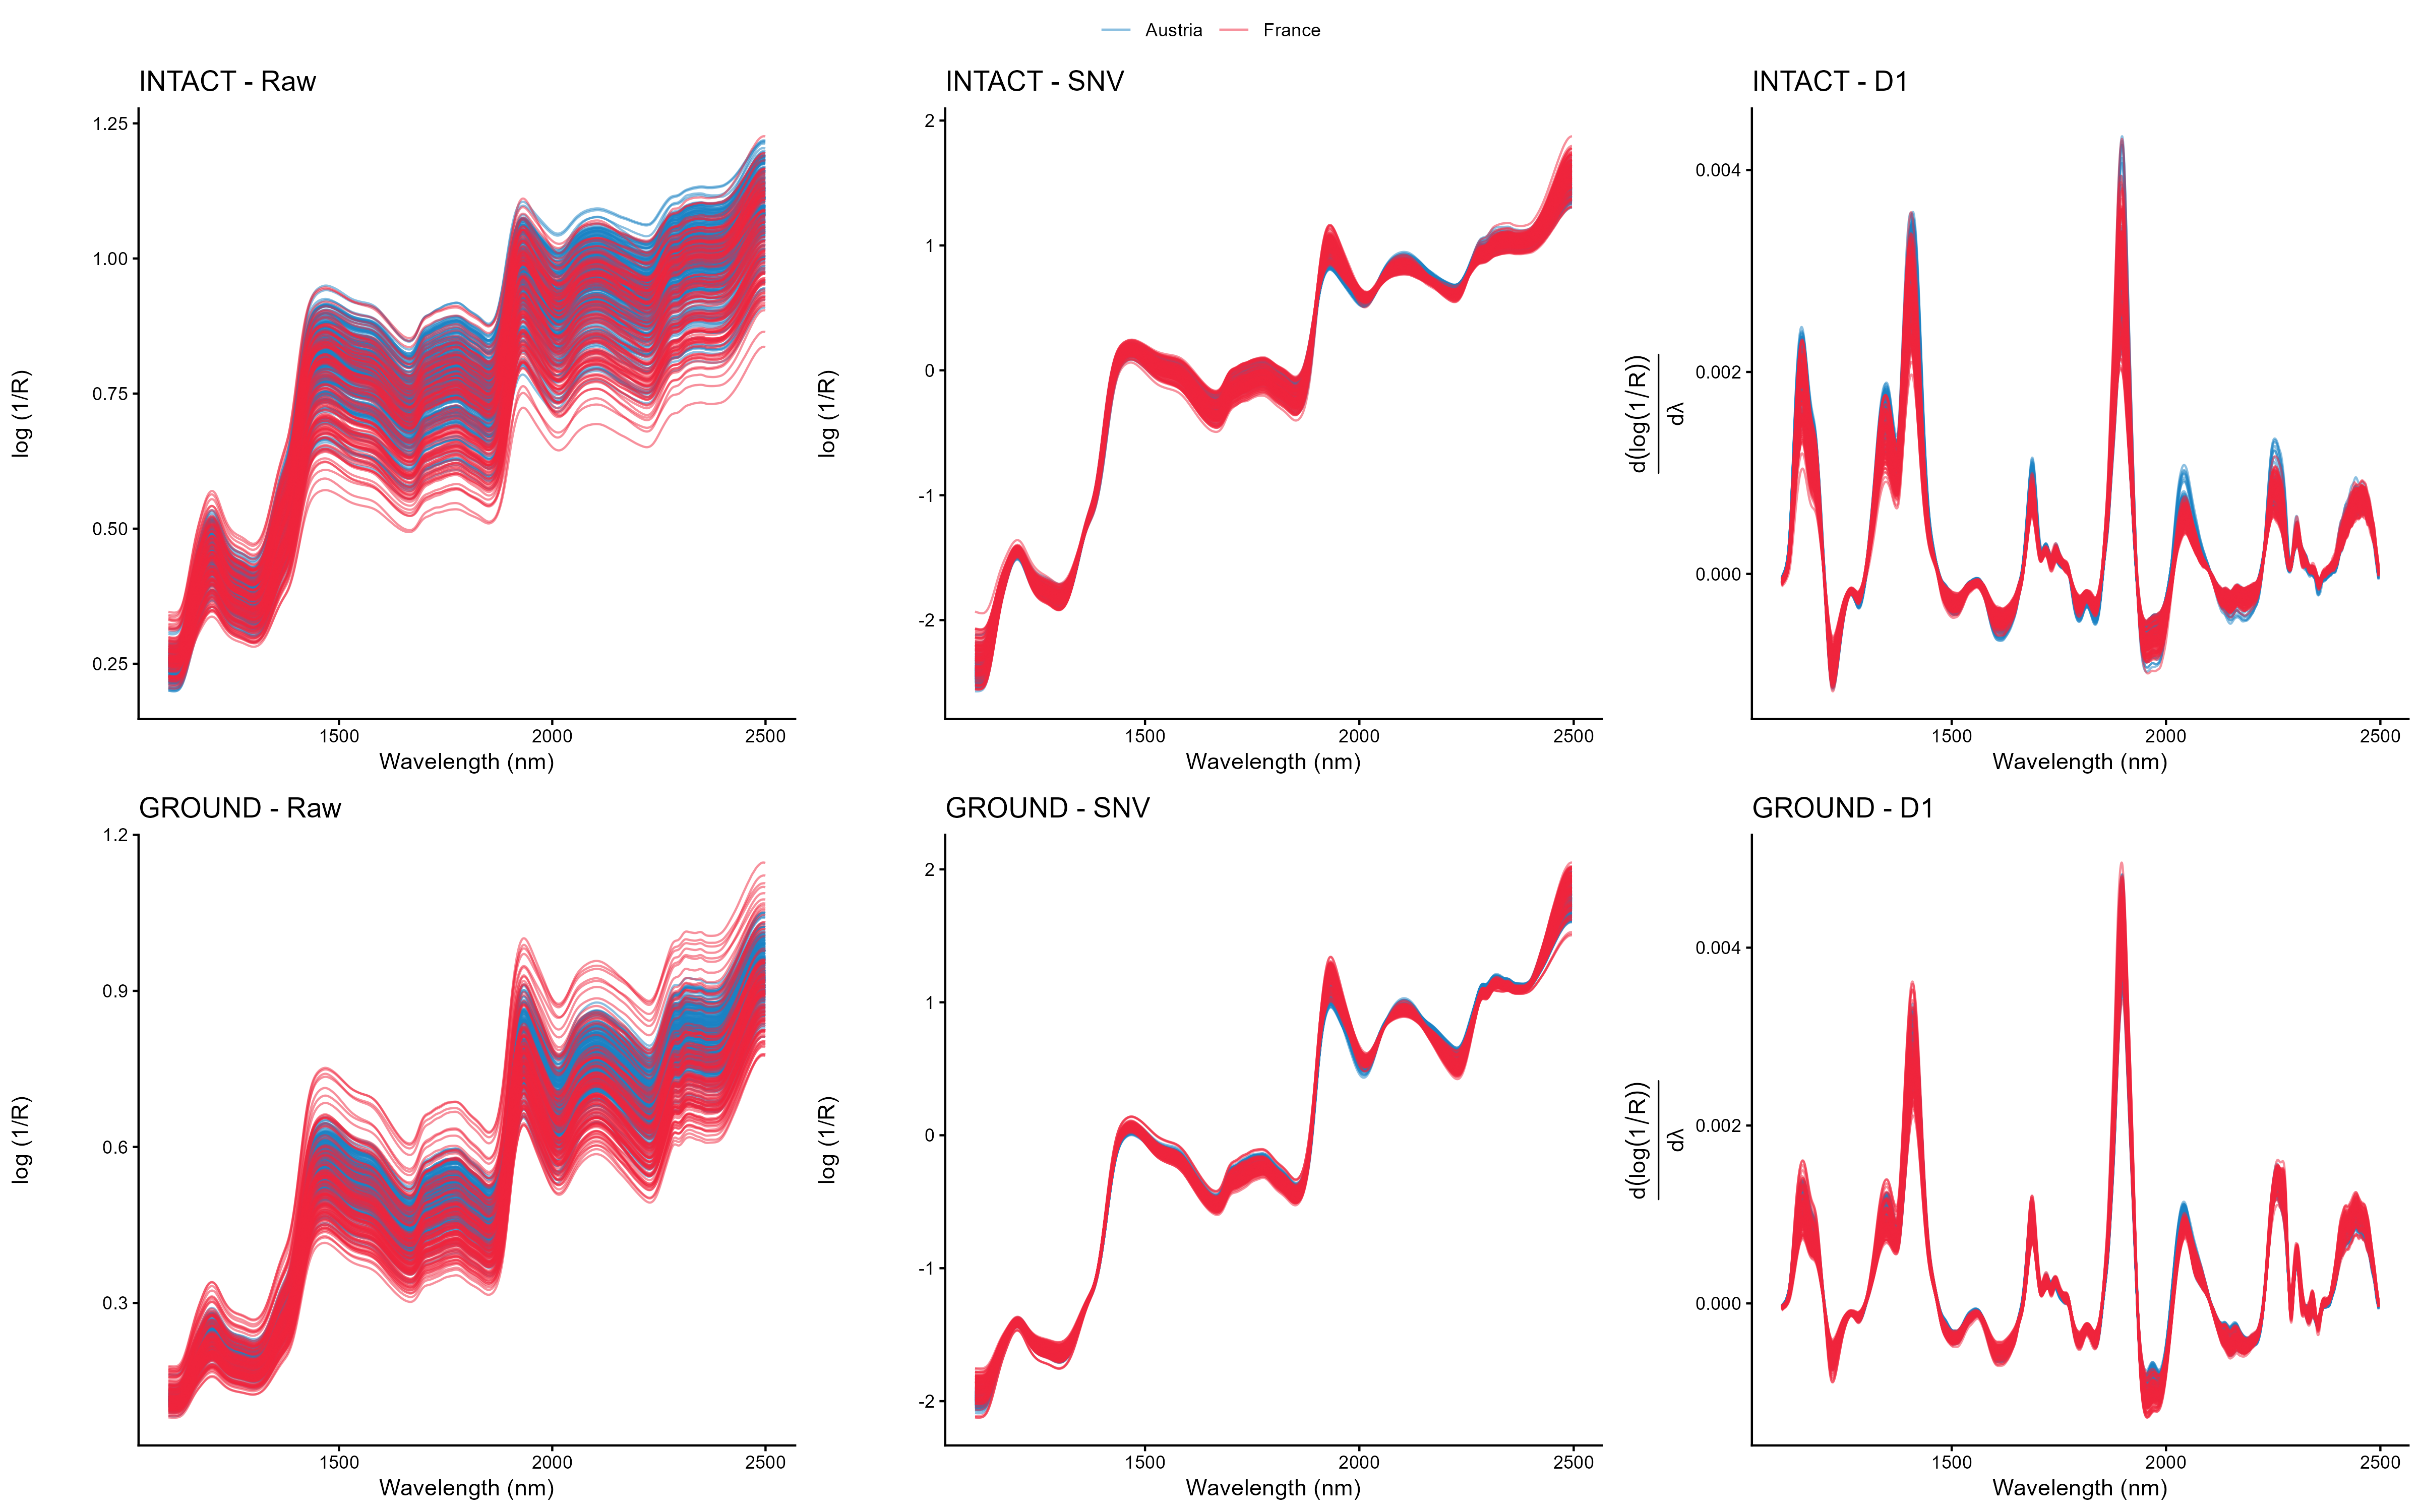 Austria France
INTACT - Raw
log (1/R)
1.25
1.00
0.75
0.50
0.25
1500 2000 2500
Wavelength (nm)
INTACT - SNV
log (1/R)
2
1
0
-1
-2
1500 2000 2500
Wavelength (nm)
INTACT - D1
d(log(1/R))
dλ
0.004
0.002
0.000
1500 2000 2500
Wavelength (nm)
GROUND - Raw
log (1/R)
1.2
0.9
0.6
0.3
1500 2000 2500
Wavelength (nm)
GROUND - SNV
log (1/R)
2
1
0
-1
-2
1500 2000 2500
Wavelength (nm)
GROUND - D1
d(log(1/R))
dλ
0.004
0.002
0.000
1500 2000 2500
Wavelength (nm)